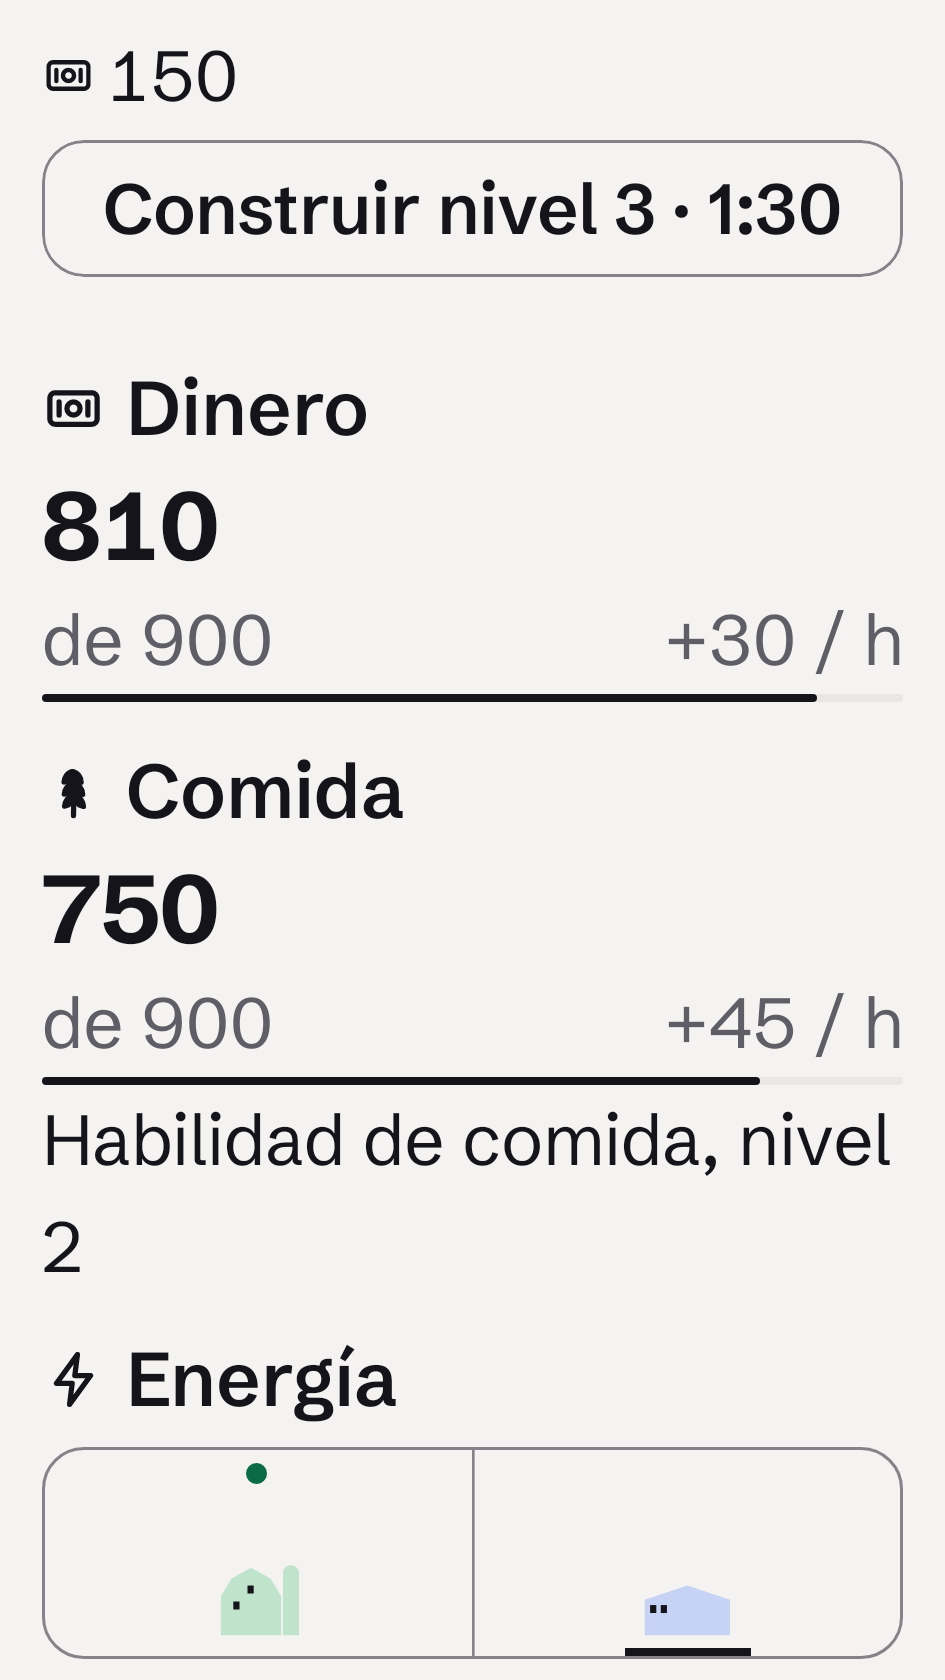 150
Construir nivel 3 · 1:30
Dinero
810
de 900 +30 / h
Comida
750
de 900 +45 / h
Habilidad de comida, nivel
2
Energía